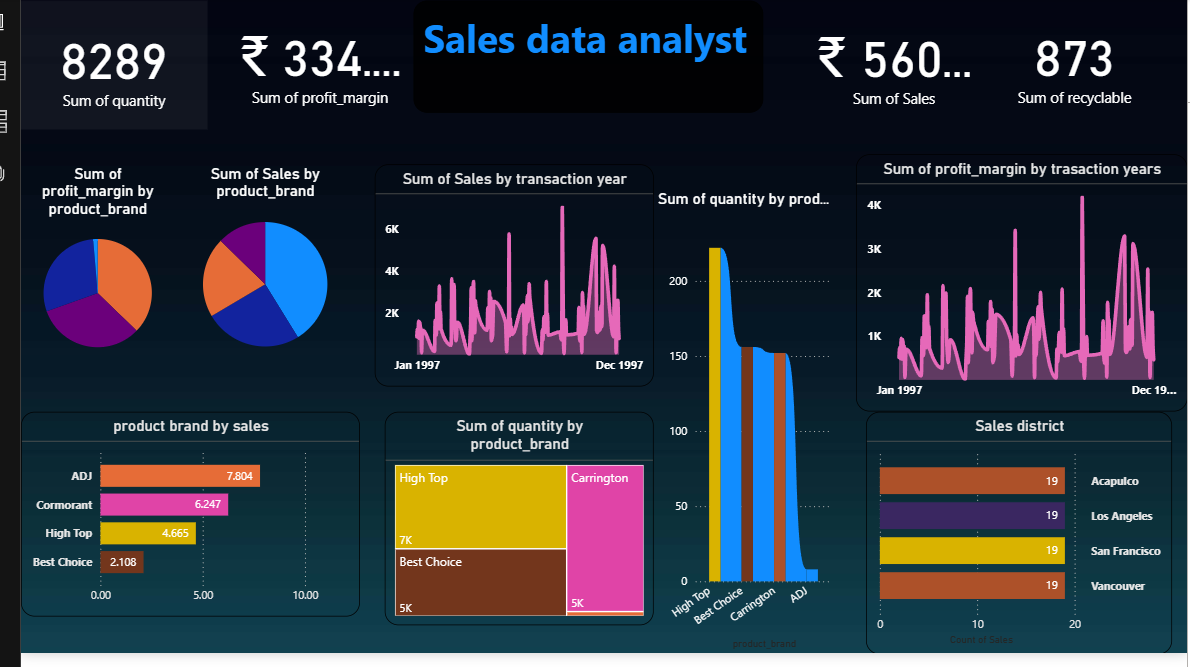 Sales data analyst
8289
Sum of quantity
₹ 334....
Sum of profit_margin
₹ 560...
Sum of Sales
873
Sum of recyclable
Sum of
profit_margin by
product_brand
Sum of Sales by
product_brand
Sum of Sales by transaction year
6K
4K
2K
Jan 1997
Dec 1997
Sum of quantity by prod...
200
150
100
50
0
High Top
Best Choice
Carrington
ADJ
product_brand
Sum of profit_margin by trasaction years
4K
3K
2K
1K
Jan 1997
Dec 19...
product brand by sales
ADJ
7.804
Cormorant
6.247
High Top
4.665
Best Choice
2.108
0.00
5.00
10.00
Sum of quantity by
product_brand
High Top
7K
Best Choice
5K
Carrington
5K
Sales district
19
Acapulco
19
Los Angeles
19
San Francisco
19
Vancouver
0
10
20
Count of Sales